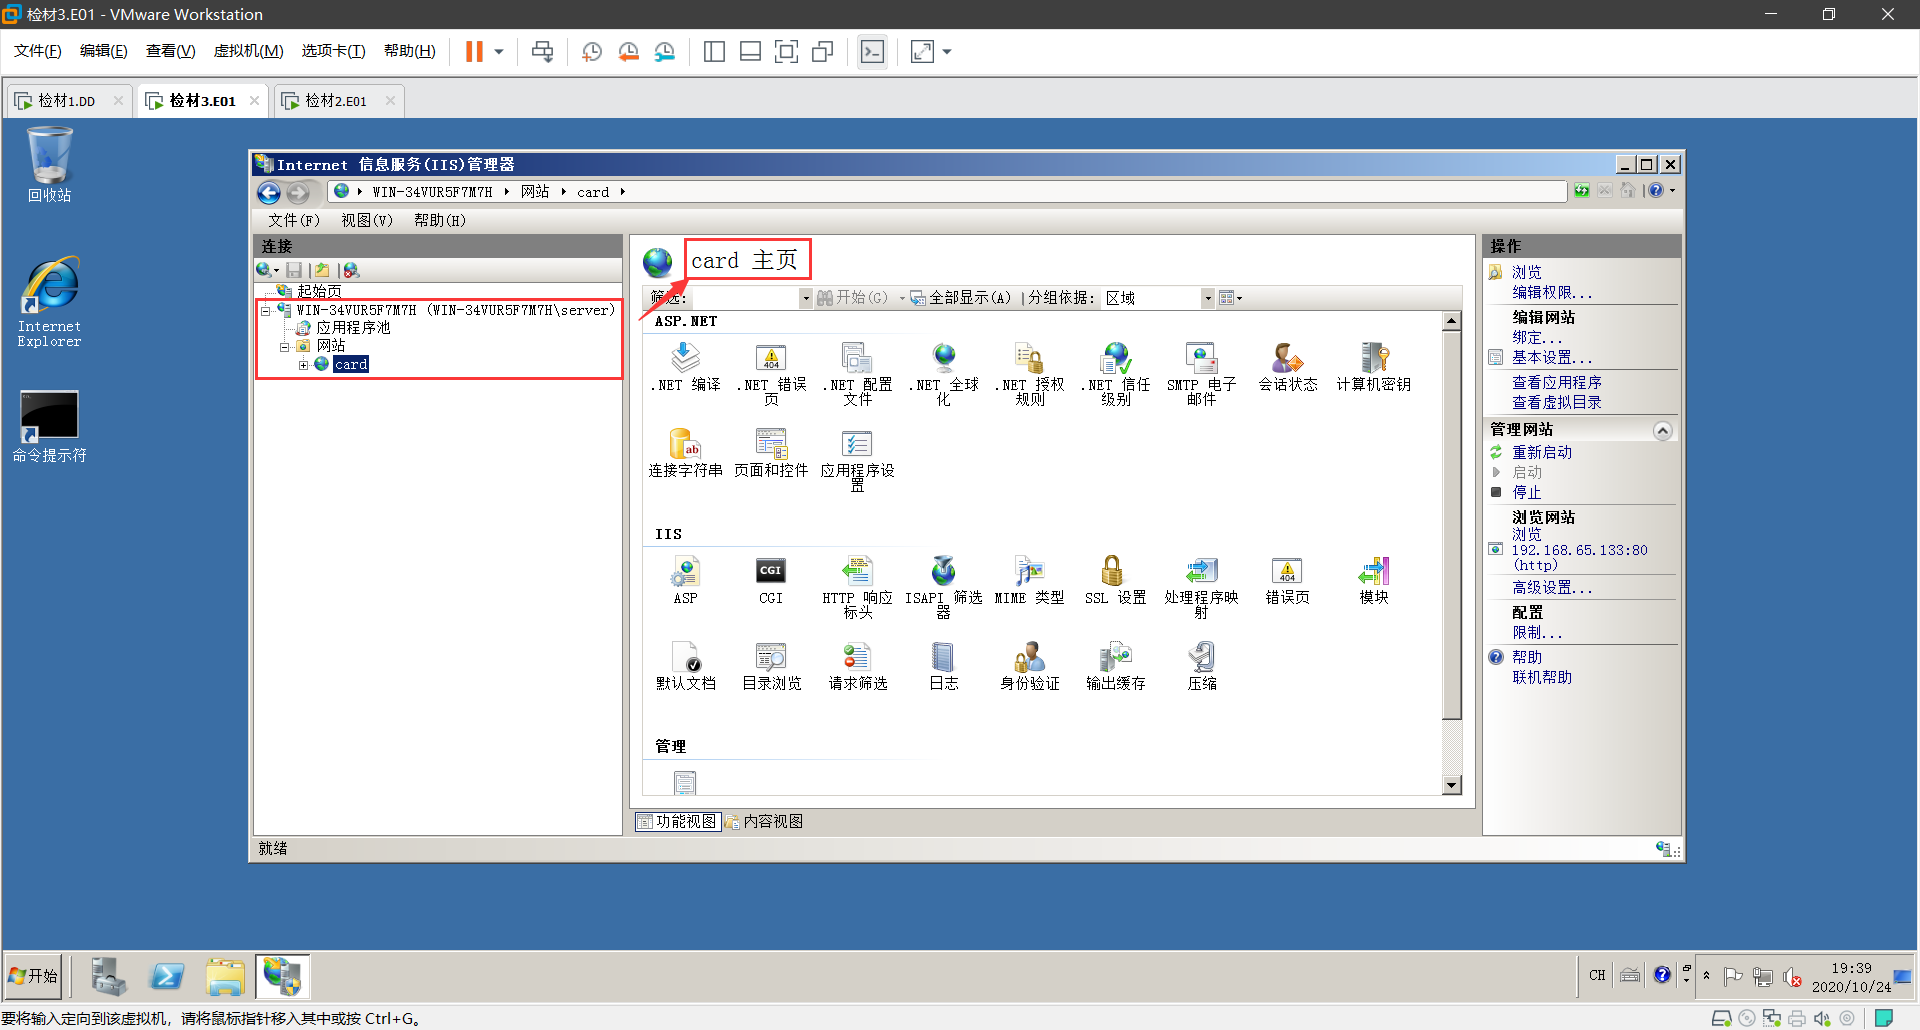 检材3.E01 - VMware Workstation
文件(F) 编辑(E) 查看(V) 虚拟机(M) 选项卡(T) 帮助(H)
检材1.DD 检材3.E01 检材2.E01
回收站
Internet Explorer
命令提示符
Internet 信息服务(IIS)管理器
WIN-34VUR5F7M7H 网站 card
文件(F) 视图(V) 帮助(H)
连接
起始页
WIN-34VUR5F7M7H (WIN-34VUR5F7M7H\server)
应用程序池
网站
card
card 主页
筛选: 开始(G) 全部显示(A) 分组依据: 区域
ASP.NET
.NET 编译 .NET 错误页 .NET 配置文件 .NET 全球化 .NET 授权规则 .NET 信任级别 SMTP 电子邮件 会话状态 计算机密钥
连接字符串 页面和控件 应用程序设置
IIS
ASP CGI HTTP 响应标头 ISAPI 筛选器 MIME 类型 SSL 设置 处理程序映射 错误页 模块
默认文档 目录浏览 请求筛选 日志 身份验证 输出缓存 压缩
管理
功能视图 内容视图
操作
浏览
编辑权限...
编辑网站
绑定...
基本设置...
查看应用程序
查看虚拟目录
管理网站
重新启动
启动
停止
浏览网站
浏览
192.168.65.133:80
(http)
高级设置...
配置
限制...
帮助
联机帮助
就绪
开始
CH
19:39
2020/10/24
要将输入定向到该虚拟机，请将鼠标指针移入其中或按 Ctrl+G。